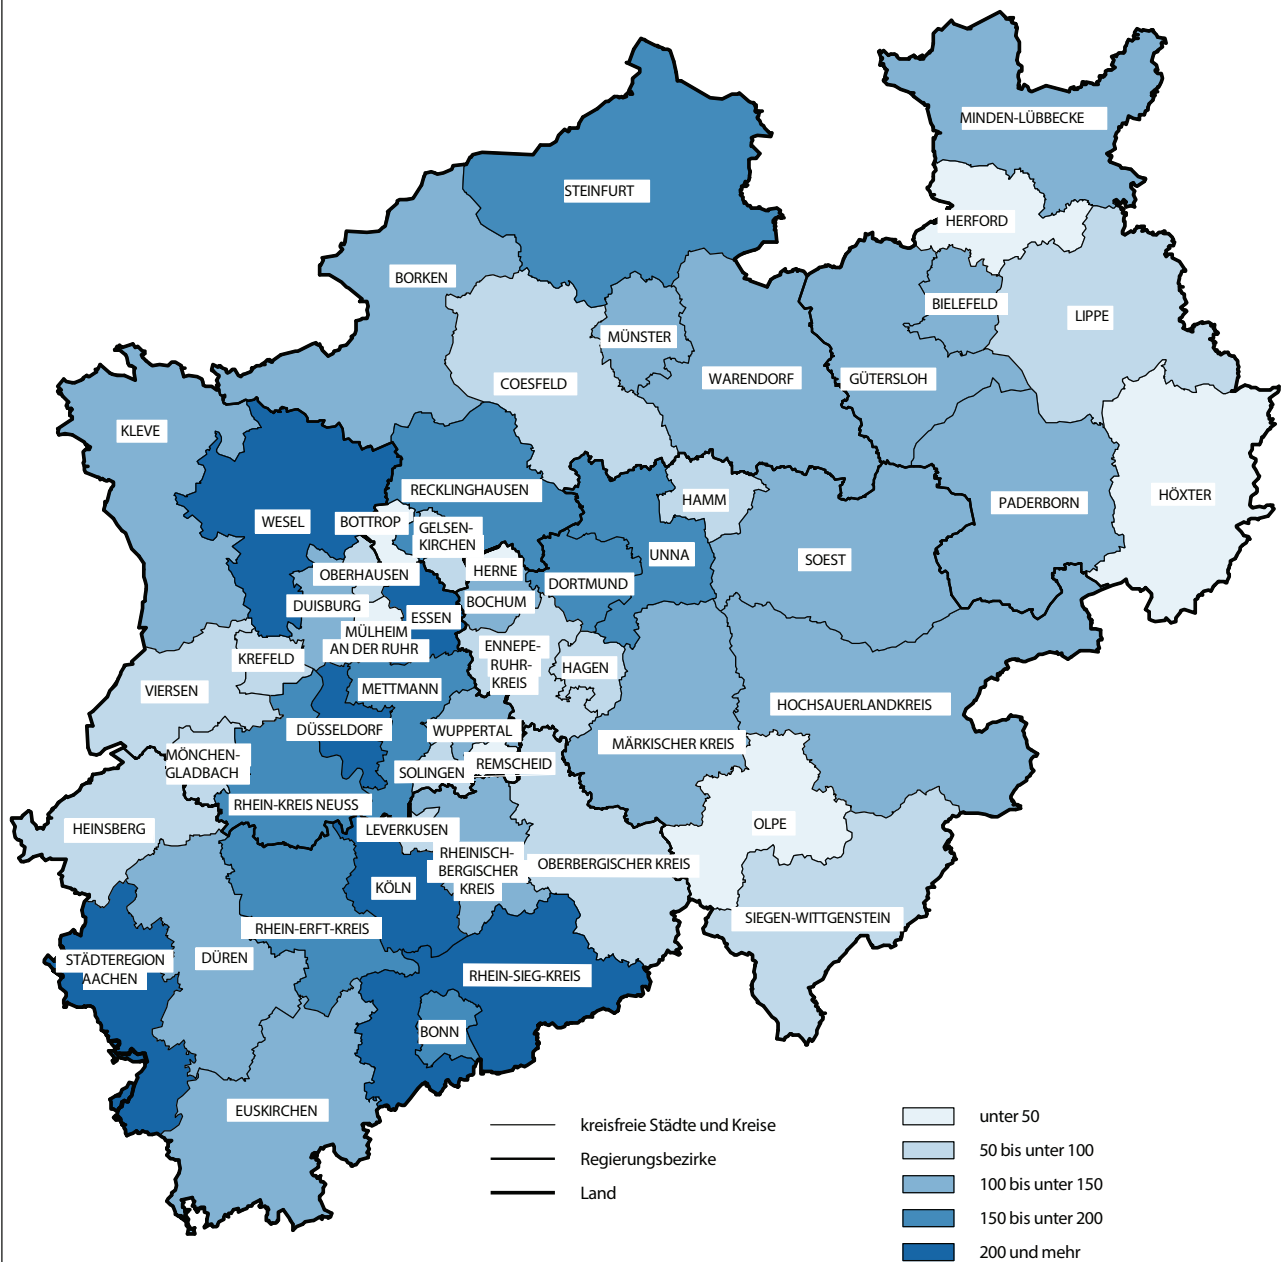 MINDEN-LÜBBECKE
STEINFURT
HERFORD
BORKEN
BIELEFELD
LIPPE
MÜNSTER
COESFELD
WARENDORF
GÜTERSLOH
KLEVE
RECKLINGHAUSEN
HAMM
HÖXTER
PADERBORN
WESEL
BOTTROP
GELSEN-
KIRCHEN
UNNA
SOEST
OBERHAUSEN
HERNE
DORTMUND
DUISBURG
BOCHUM
ESSEN
MÜLHEIM
AN DER RUHR
ENNEPE-
RUHR-
KREIS
KREFELD
HAGEN
VIERSEN
METTMANN
HOCHSAUERLANDKREIS
DÜSSELDORF
WUPPERTAL
MÄRKISCHER KREIS
MÖNCHEN-
GLADBACH
SOLINGEN
REMSCHEID
RHEIN-KREIS NEUSS
HEINSBERG
LEVERKUSEN
OLPE
RHEINISCH-
BERGISCHER
KREIS
OBERBERGISCHER KREIS
KÖLN
SIEGEN-WITTGENSTEIN
RHEIN-ERFT-KREIS
STÄDTEREGION
AACHEN
DÜREN
RHEIN-SIEG-KREIS
BONN
EUSKIRCHEN
kreisfreie Städte und Kreise
Regierungsbezirke
Land
unter 50
50 bis unter 100
100 bis unter 150
150 bis unter 200
200 und mehr